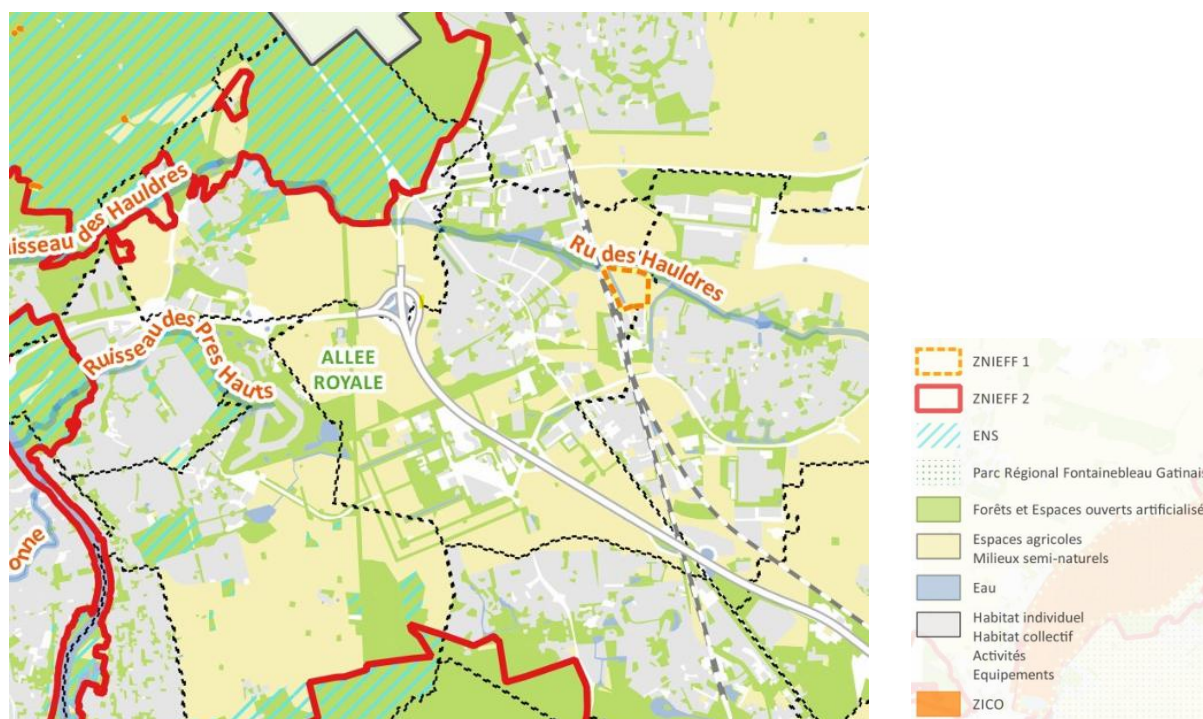 isseau des Hauldres
Ru des Hauldres
Ruisseau des Pres Hauts
ALLEE
ROYALE
onne
ZNIEFF 1
ZNIEFF 2
ENS
Parc Régional Fontainebleau Gatinais
Forêts et Espaces ouverts artificialisé
Espaces agricoles
Milieux semi-naturels
Eau
Habitat individuel
Habitat collectif
Activités
Equipements
ZICO